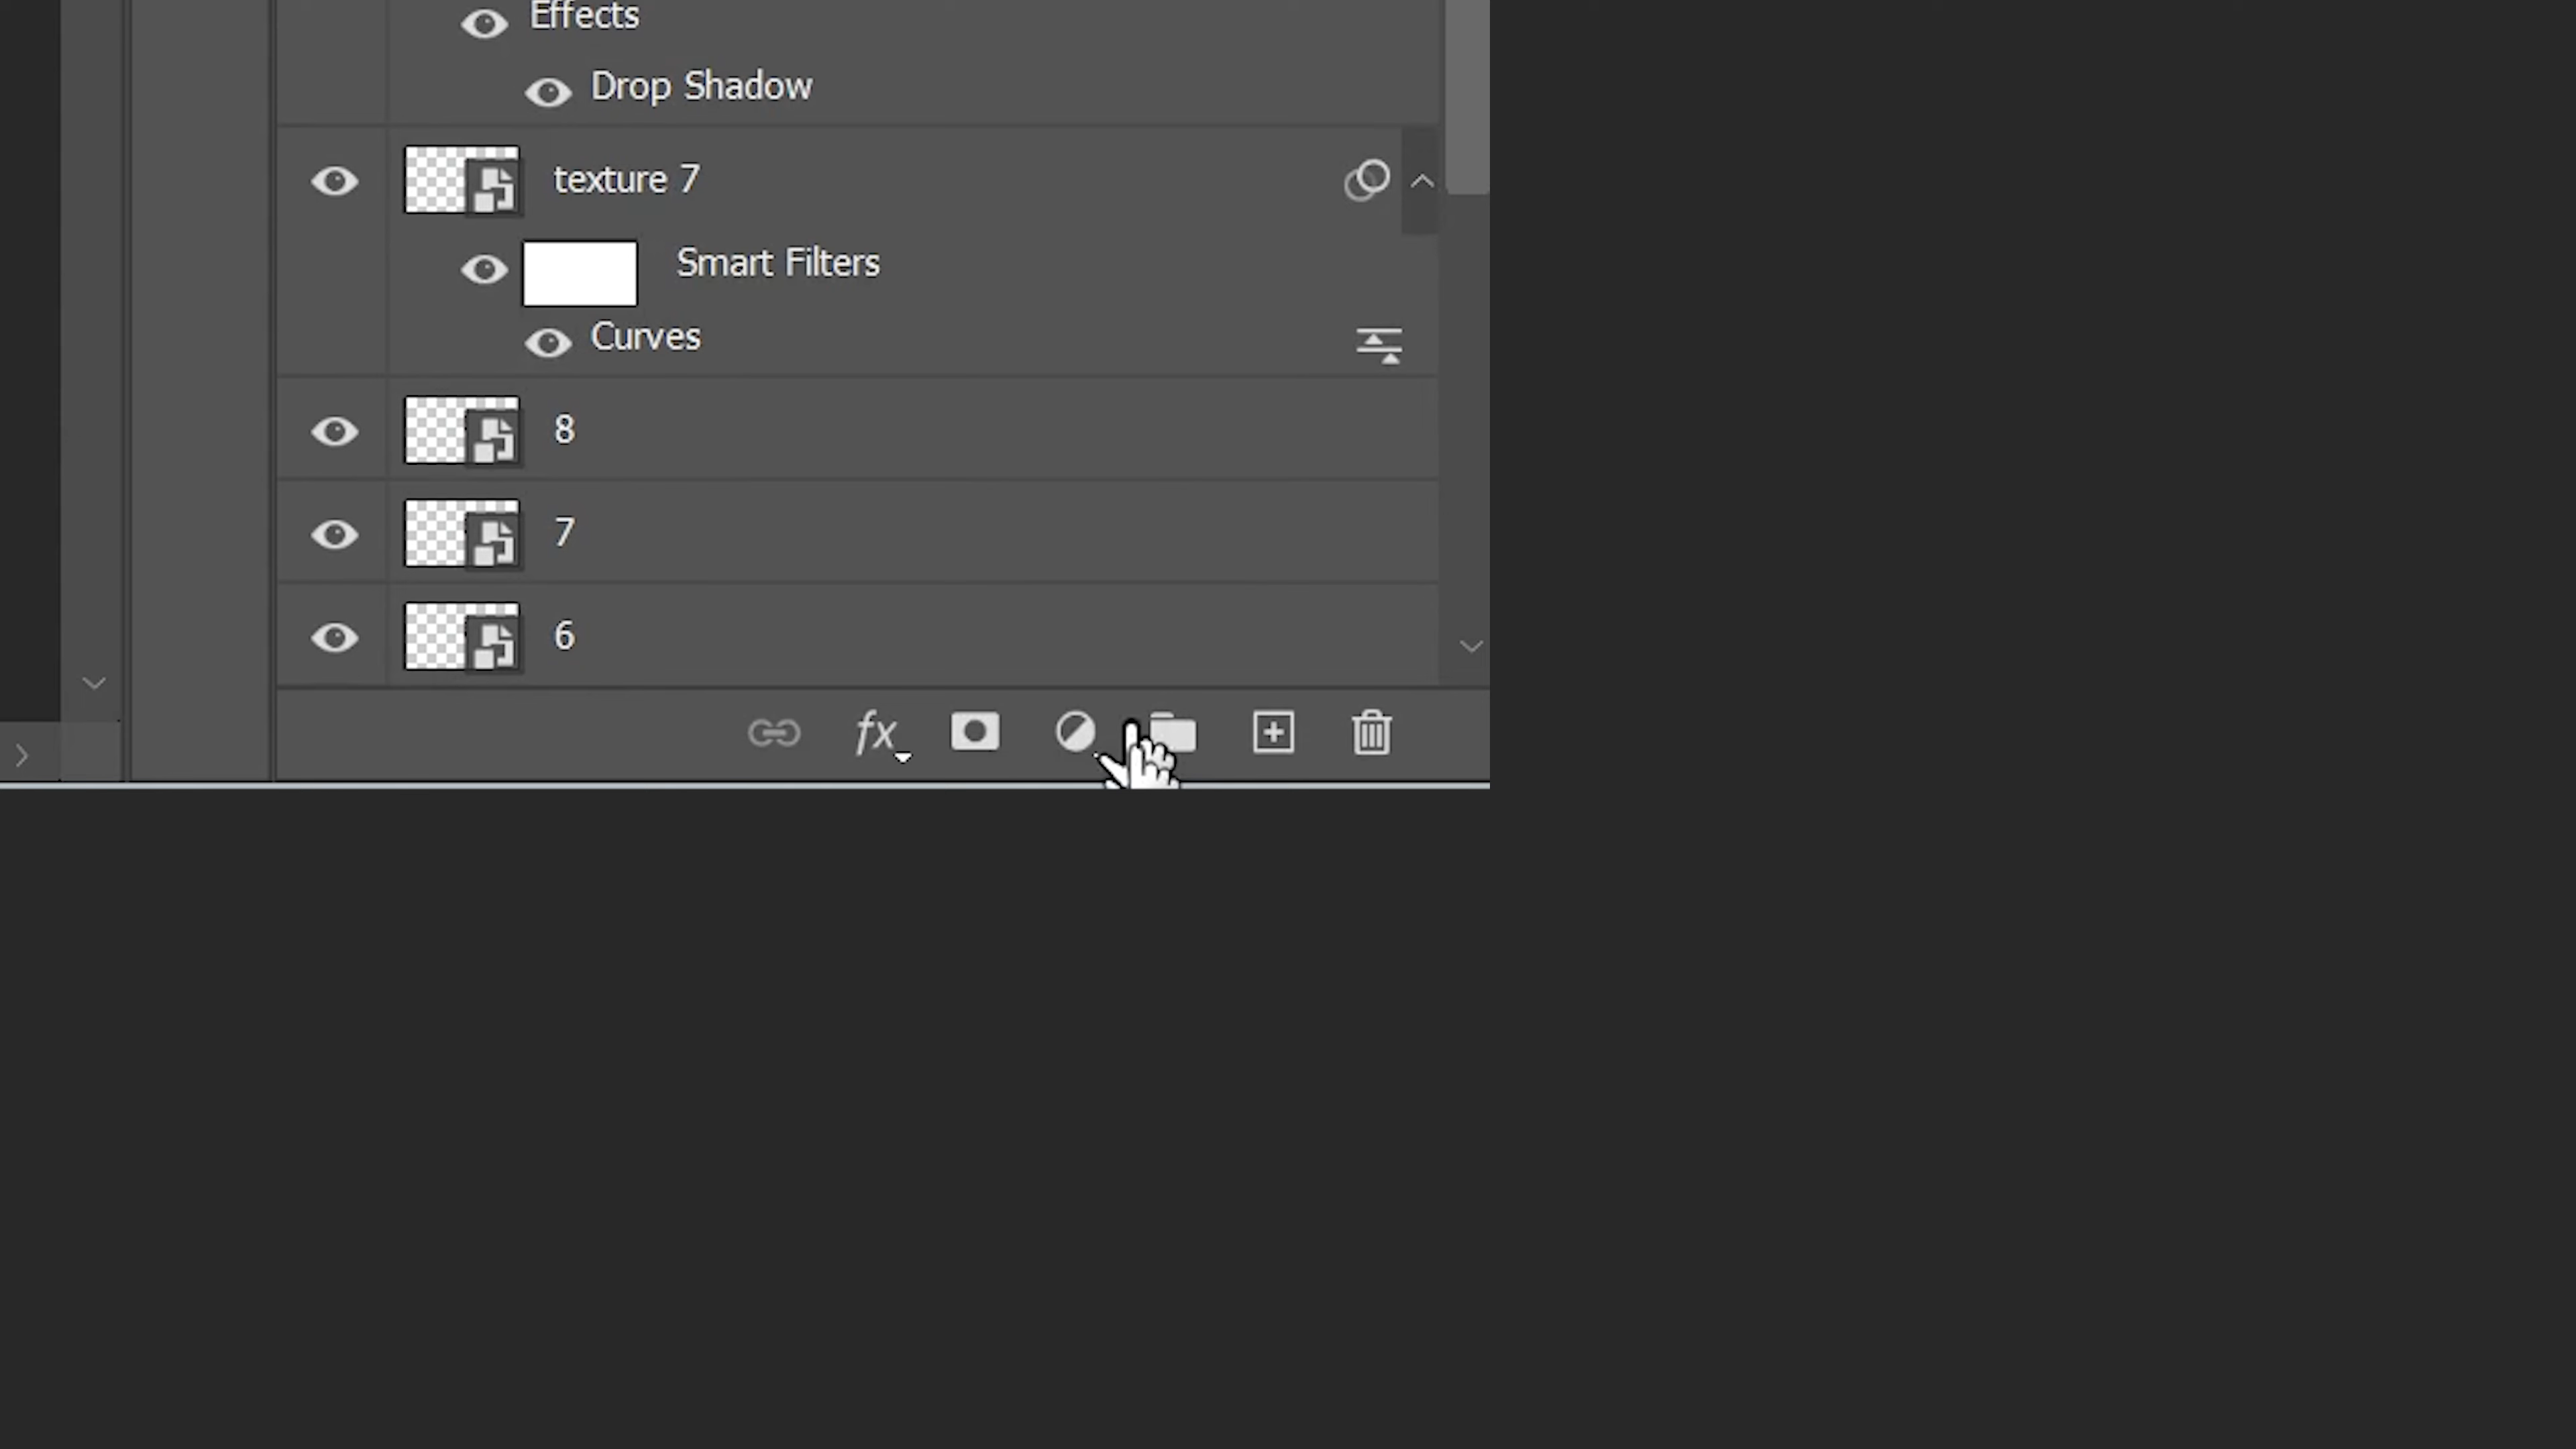 Effects
Drop Shadow
texture 7
Smart Filters
Curves
8
7
6
fx